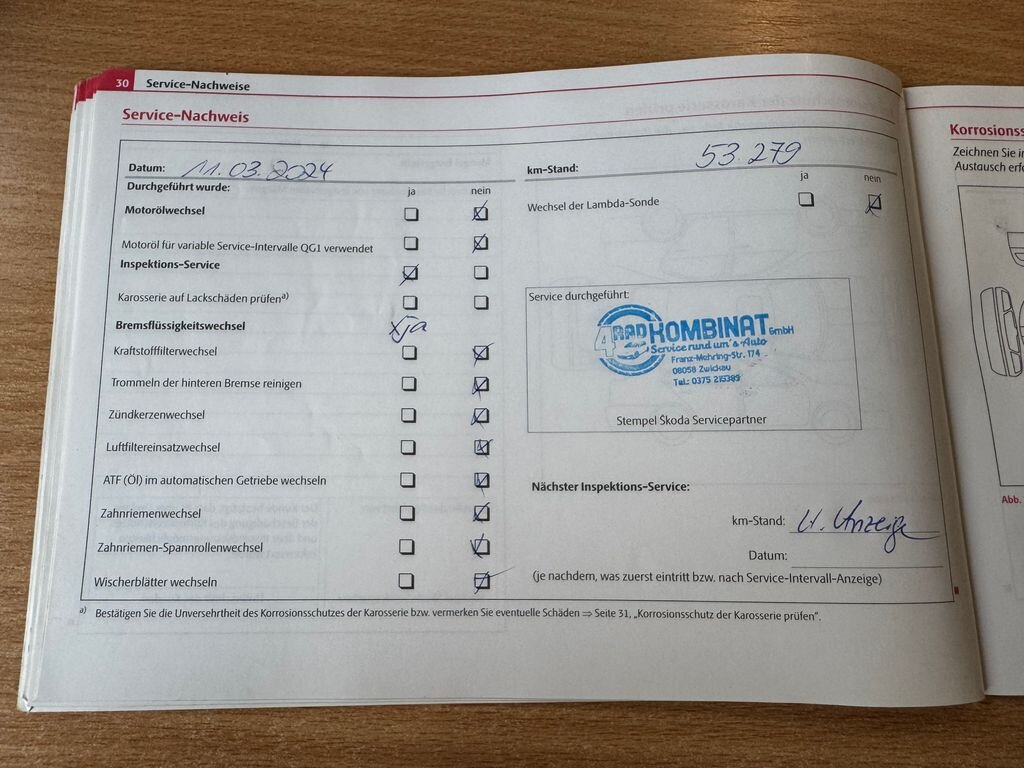 30 Service-Nachweise
Service-Nachweis
Datum: 11.03.2024
km-Stand: 53.279
Durchgeführt wurde: ja nein
ja nein
Motorölwechsel
Wechsel der Lambda-Sonde
Motoröl für variable Service-Intervalle QG1 verwendet
Inspektions-Service
Karosserie auf Lackschäden prüfen a)
Bremsflüssigkeitswechsel x ja
Kraftstofffilterwechsel
Trommeln der hinteren Bremse reinigen
Zündkerzenwechsel
Luftfiltereinsatzwechsel
ATF (Öl) im automatischen Getriebe wechseln
Zahnriemenwechsel
Zahnriemen-Spannrollenwechsel
Wischerblätter wechseln
Service durchgeführt:
4RADKOMBINAT GmbH
Service rund um's Auto
Franz-Mehring-Str. 174
08058 Zwickau
Tel.: 0375
Stempel Škoda Servicepartner
Nächster Inspektions-Service:
km-Stand: lt. Anzeige
Datum:
(je nachdem, was zuerst eintritt bzw. nach Service-Intervall-Anzeige)
a) Bestätigen Sie die Unversehrtheit des Korrosionsschutzes der Karosserie bzw. vermerken Sie eventuelle Schäden ⇒ Seite 31, „Korrosionsschutz der Karosserie prüfen".
Korrosionss
Zeichnen Sie in
Austausch erfo
Abb.